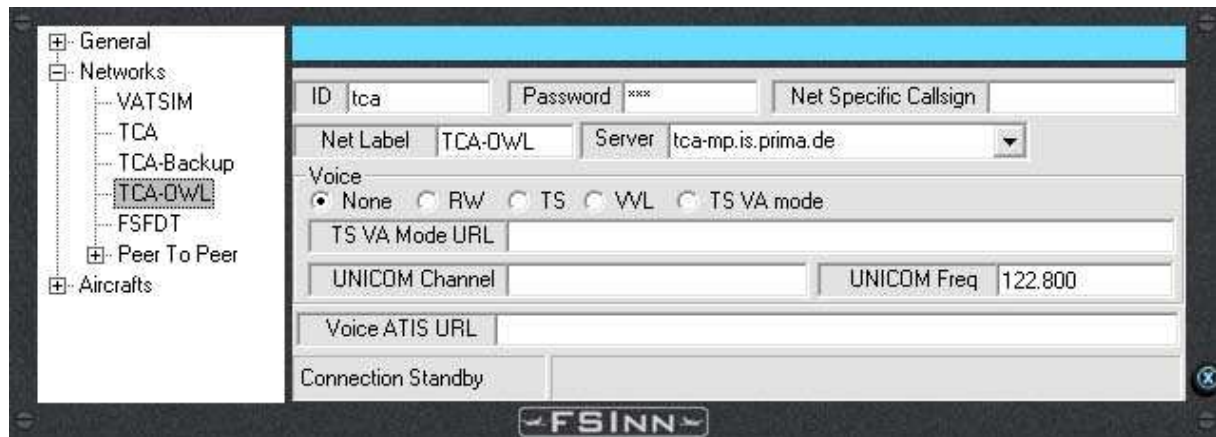 General
Networks
VATSIM
TCA
TCA-Backup
TCA-OWL
FSFDT
Peer To Peer
Aircrafts
ID tca Password *** Net Specific Callsign
Net Label TCA-OWL Server tca-mp.is.prima.de
Voice
None RW TS VVL TS VA mode
TS VA Mode URL
UNICOM Channel UNICOM Freq 122.800
Voice ATIS URL
Connection Standby
FSINN